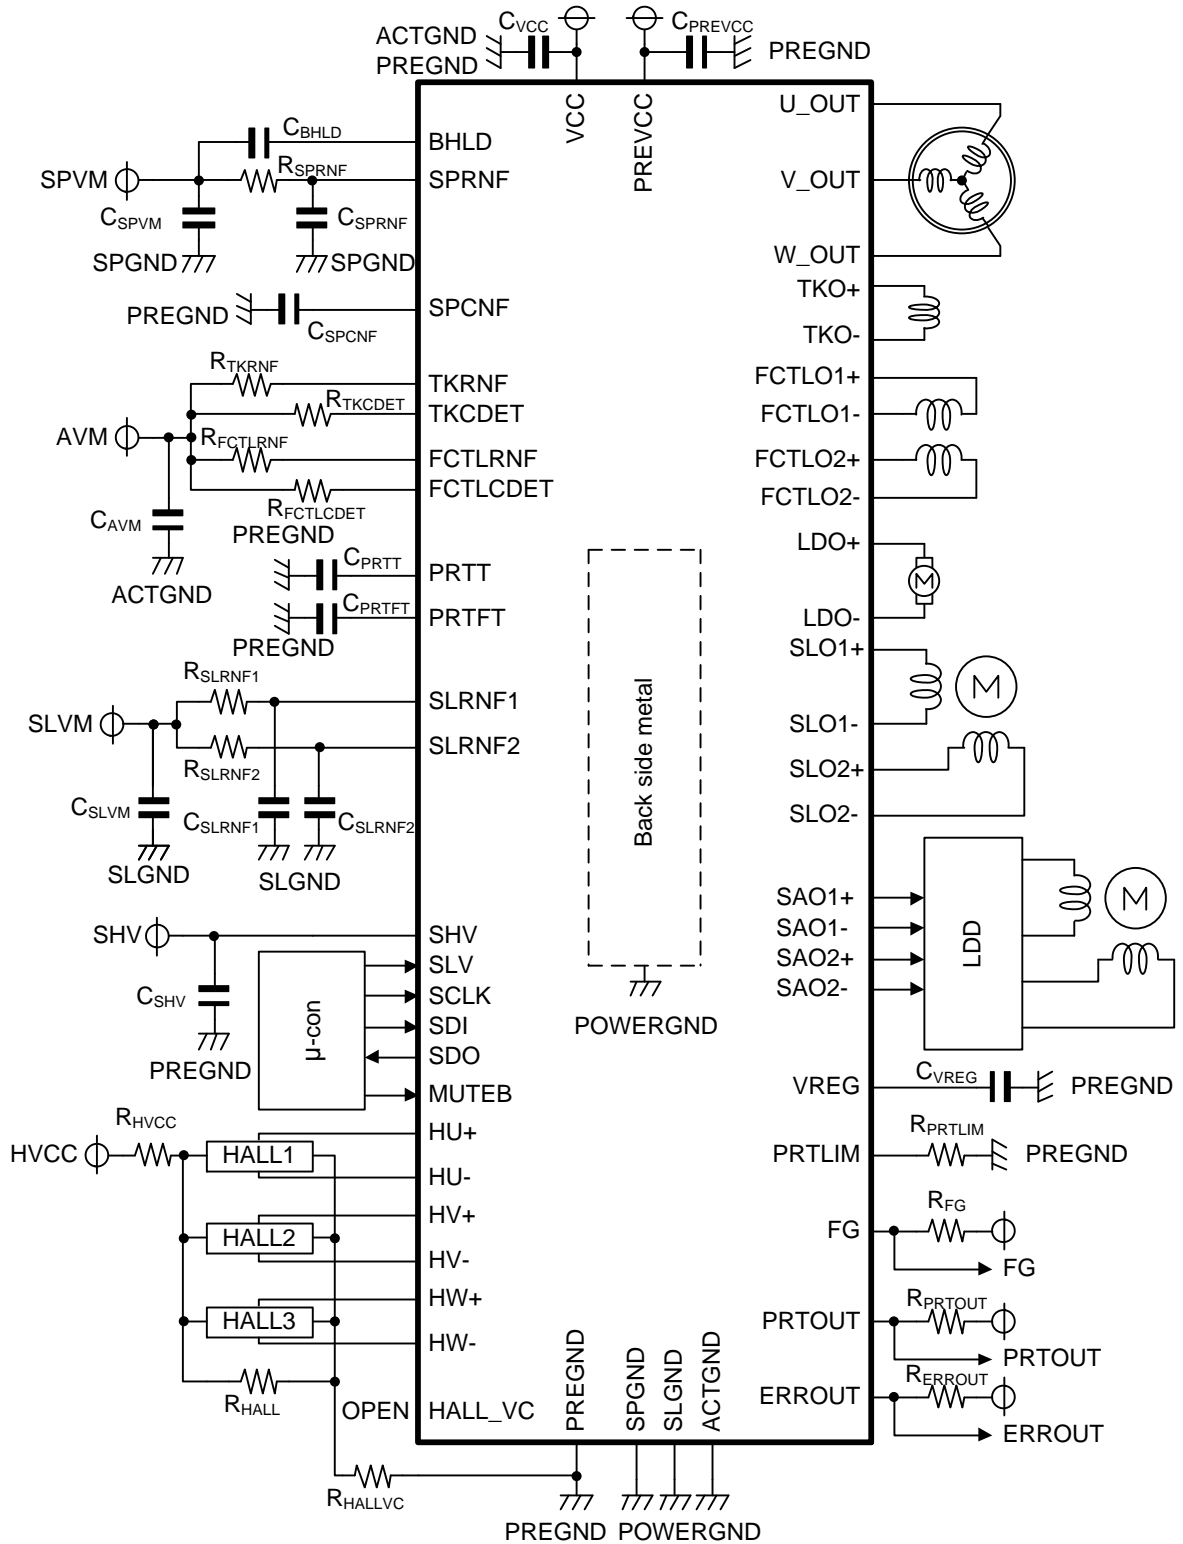 ACTGND
PREGND
CVCC
CPREVCC
PREGND
VCC
PREVCC
CBHLD
BHLD
SPVM
RSPRNF
SPRNF
CSPVM
CSPRNF
SPGND
SPGND
PREGND
CSPCNF
SPCNF
RTKRNF
TKRNF
RTKCDET
TKCDET
AVM
RFCTLRNF
FCTLRNF
FCTLCDET
RFCTLCDET
CAVM
ACTGND
PREGND
CPRTT
PRTT
CPRTFT
PRTFT
PREGND
RSLRNF1
SLRNF1
SLVM
SLRNF2
RSLRNF2
CSLVM
CSLRNF1
CSLRNF2
SLGND
SLGND
SHV
SHV
CSHV
PREGND
μ-con
SLV
SCLK
SDI
SDO
MUTEB
RHVCC
HVCC
HALL1
HU+
HU-
HALL2
HV+
HV-
HALL3
HW+
HW-
RHALL
OPEN
HALL_VC
RHALLVC
Back side metal
POWERGND
U_OUT
V_OUT
W_OUT
TKO+
TKO-
FCTLO1+
FCTLO1-
FCTLO2+
FCTLO2-
LDO+
M
LDO-
SLO1+
M
SLO1-
SLO2+
SLO2-
SAO1+
SAO1-
SAO2+
SAO2-
LDD
M
VREG
CVREG
PREGND
PRTLIM
RPRTLIM
PREGND
FG
RFG
FG
PRTOUT
RPRTOUT
PRTOUT
ERROUT
RERROUT
ERROUT
PREGND
SPGND
SLGND
ACTGND
PREGND
POWERGND